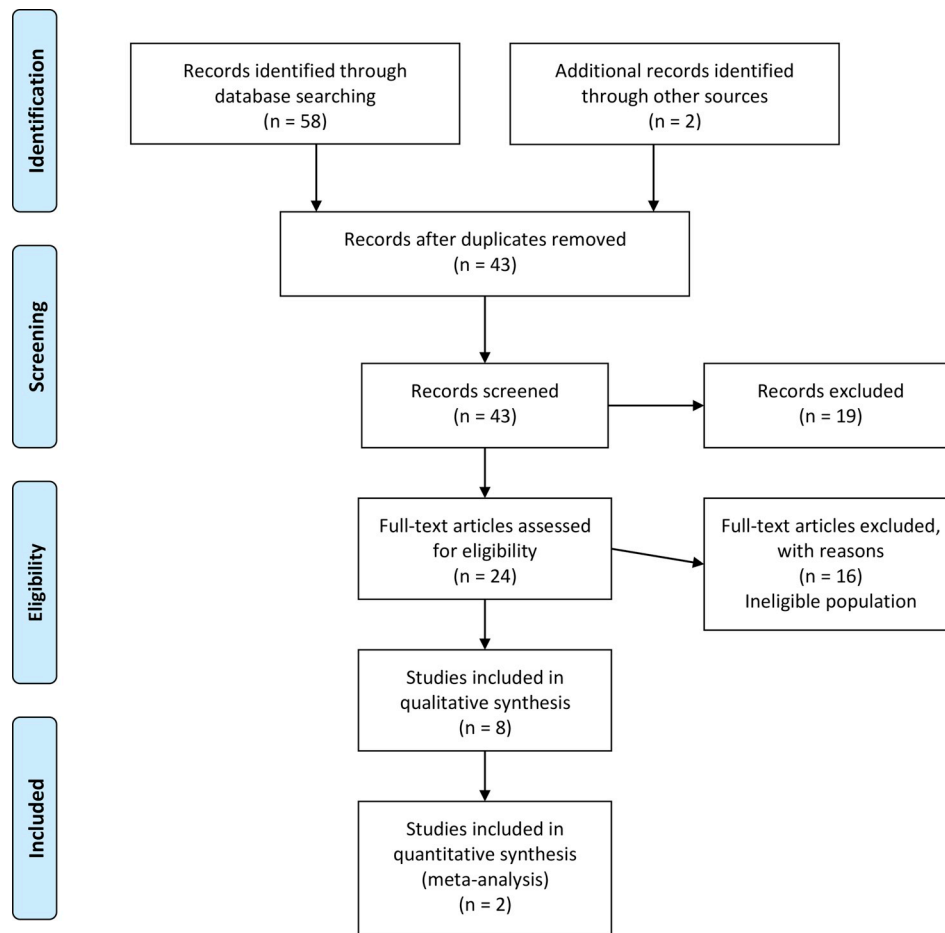 Identification
Records identified through
database searching
(n = 58)
Additional records identified
through other sources
(n = 2)
Records after duplicates removed
(n = 43)
Screening
Records screened
(n = 43)
Records excluded
(n = 19)
Eligibility
Full-text articles assessed
for eligibility
(n = 24)
Full-text articles excluded,
with reasons
(n = 16)
Ineligible population
Studies included in
qualitative synthesis
(n = 8)
Included
Studies included in
quantitative synthesis
(meta-analysis)
(n = 2)